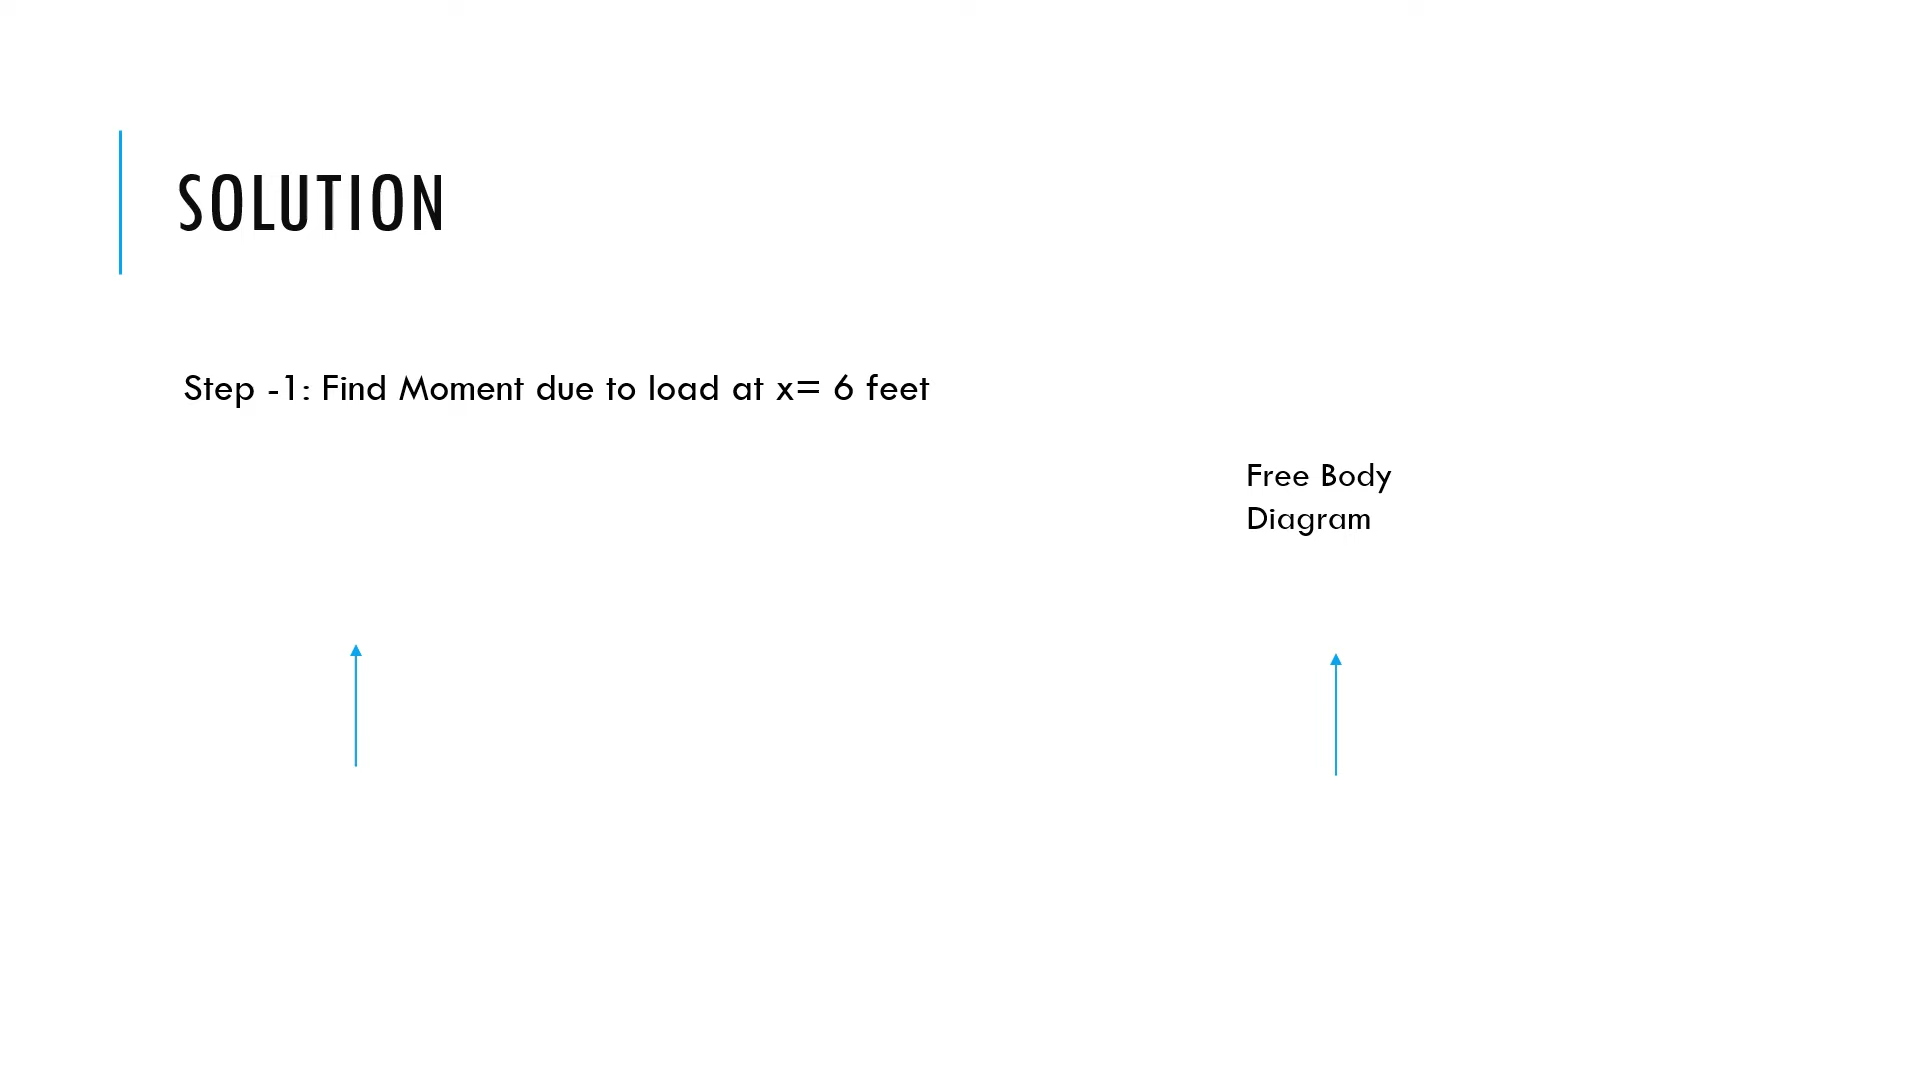 SOLUTION
Step -1: Find Moment due to load at x= 6 feet
Free Body
Diagram